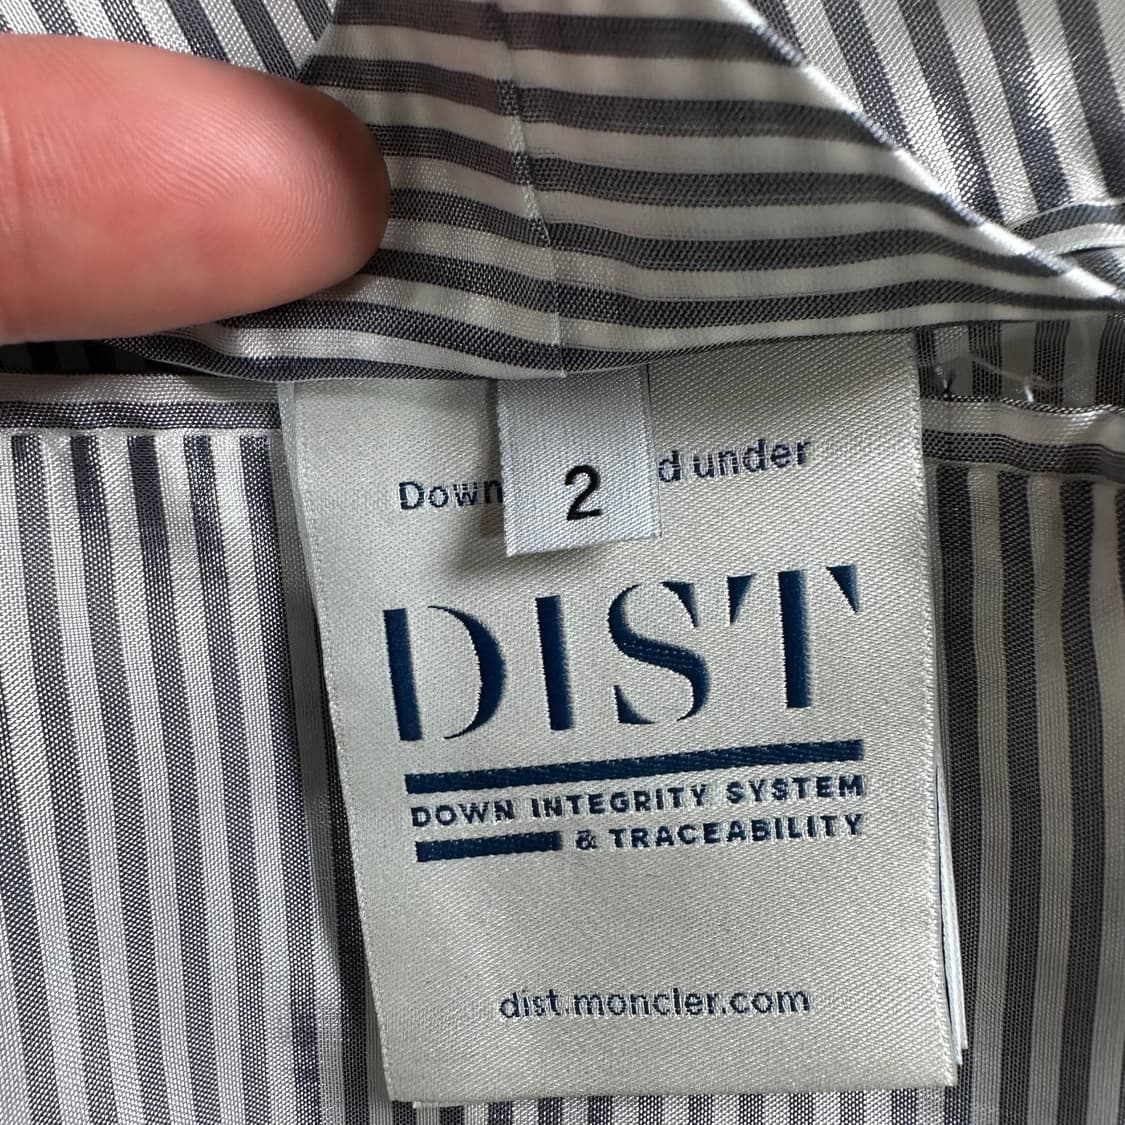 Down d under
2
DIST
DOWN INTEGRITY SYSTEM
& TRACEABILITY
dist.moncler.com